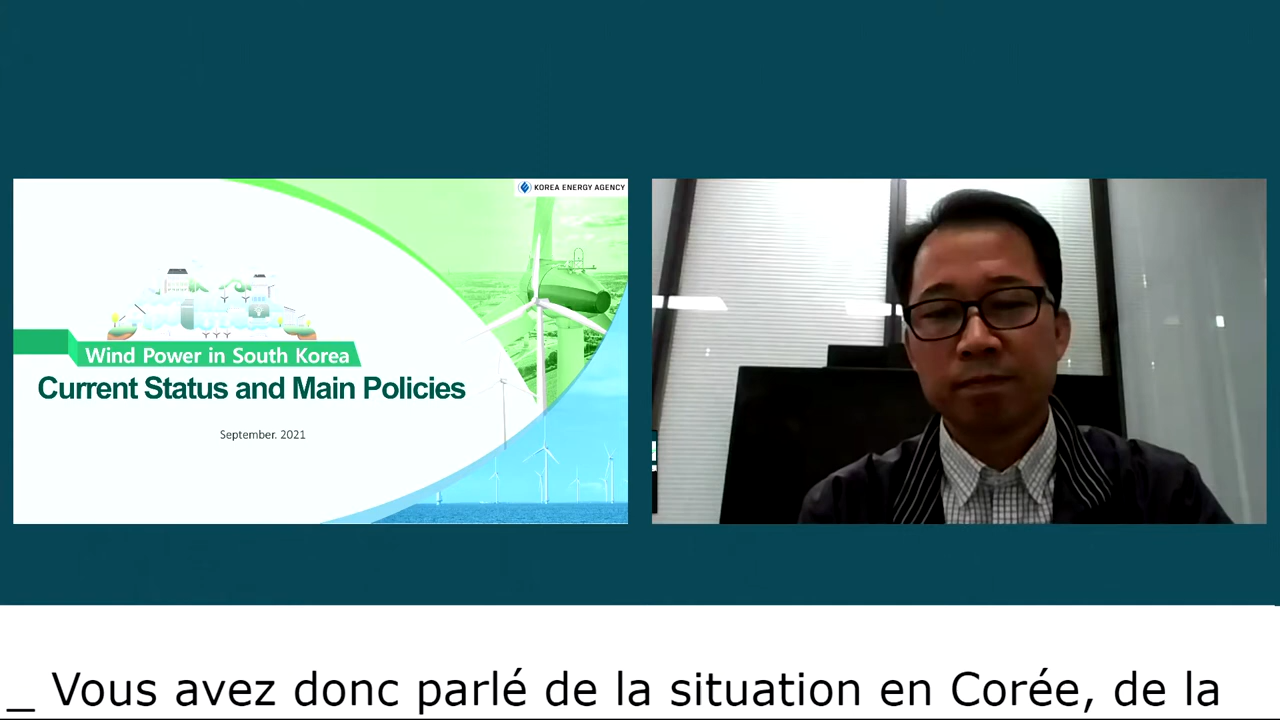 KOREA ENERGY AGENCY
Wind Power in South Korea
Current Status and Main Policies
September. 2021
_ Vous avez donc parlé de la situation en Corée, de la